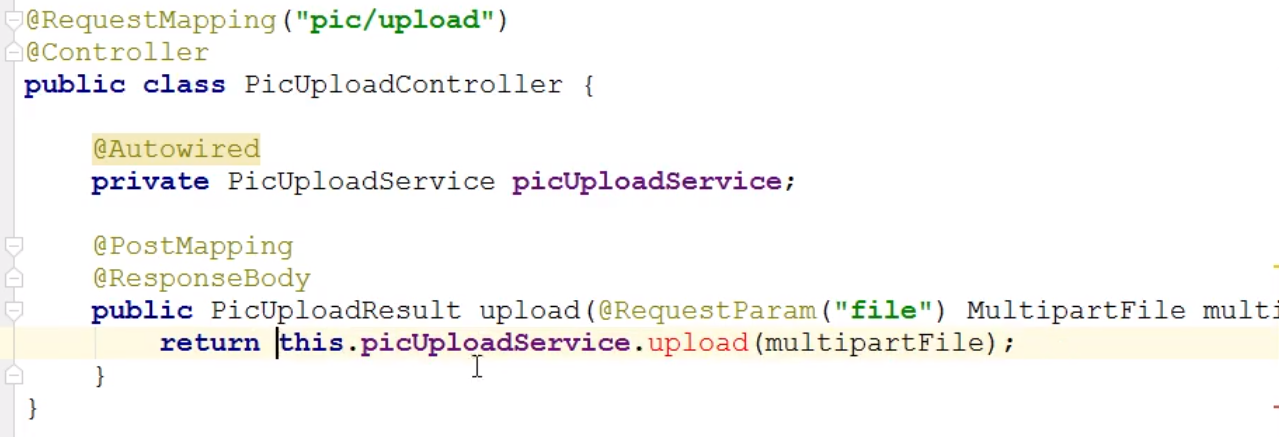 @RequestMapping("pic/upload")
@Controller
public class PicUploadController {
@Autowired
private PicUploadService picUploadService;
@PostMapping
@ResponseBody
public PicUploadResult upload(@RequestParam("file") MultipartFile multi
return this.picUploadService.upload(multipartFile);
}
}